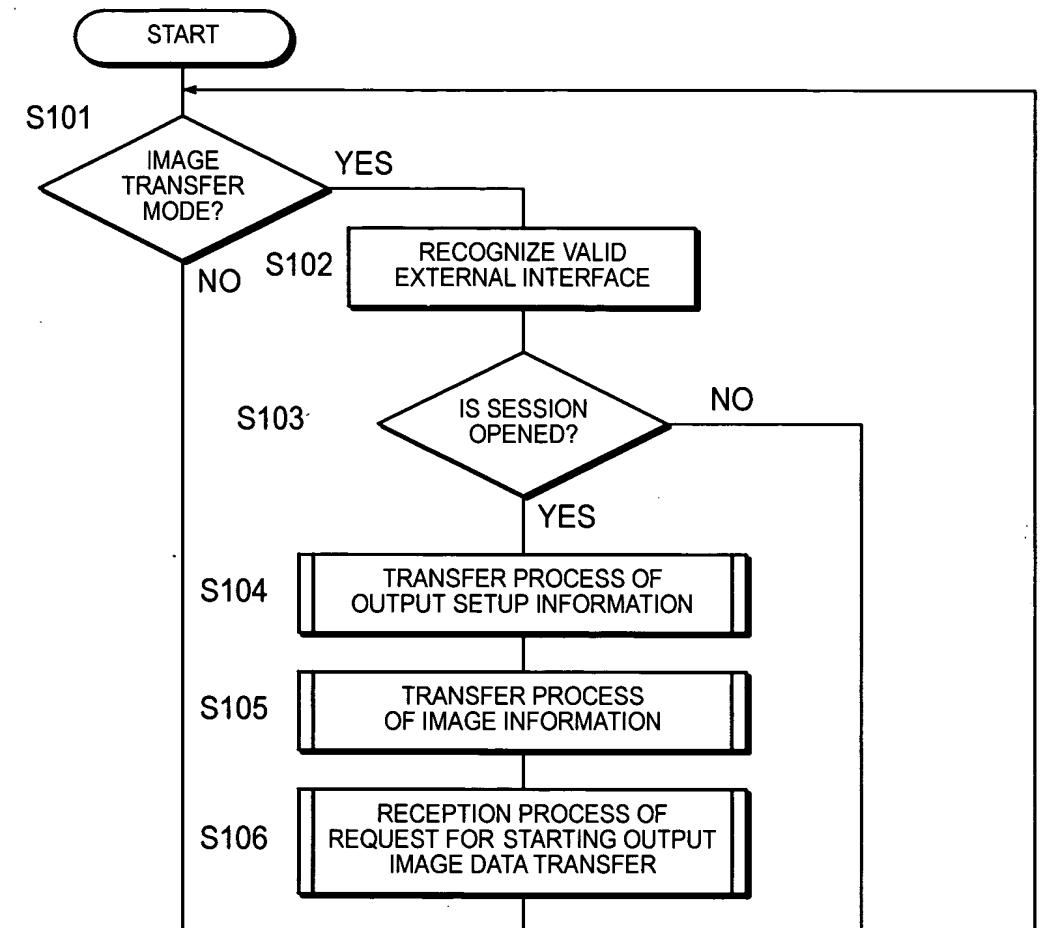 START
S101
IMAGE
TRANSFER
MODE?
YES
NO
S102
RECOGNIZE VALID
EXTERNAL INTERFACE
S103
IS SESSION
OPENED?
NO
YES
S104
TRANSFER PROCESS OF
OUTPUT SETUP INFORMATION
S105
TRANSFER PROCESS
OF IMAGE INFORMATION
S106
RECEPTION PROCESS OF
REQUEST FOR STARTING OUTPUT
IMAGE DATA TRANSFER